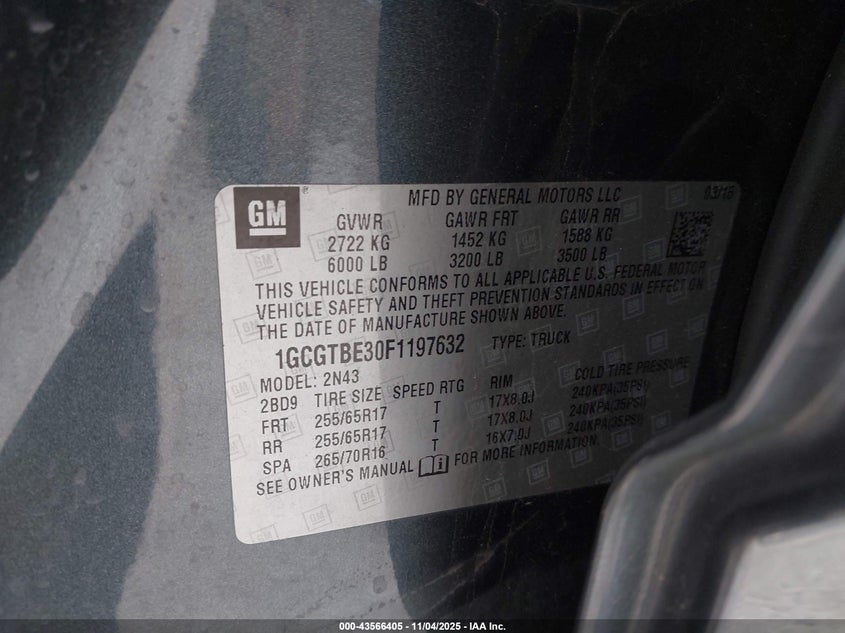 GM
MFD BY GENERAL MOTORS LLC 03/15
GVWR GAWR FRT GAWR RR
2722 KG 1452 KG 1588 KG
6000 LB 3200 LB 3500 LB
THIS VEHICLE CONFORMS TO ALL APPLICABLE U.S. FEDERAL MOTOR
VEHICLE SAFETY AND THEFT PREVENTION STANDARDS IN EFFECT ON
THE DATE OF MANUFACTURE SHOWN ABOVE.
1GCGTBE30F1197632 TYPE: TRUCK
MODEL: 2N43
2BD9 TIRE SIZE SPEED RTG RIM COLD TIRE PRESSURE
FRT 255/65R17 T 17X8.0J 240KPA(35PSI)
RR 255/65R17 T 17X8.0J 240KPA(35PSI)
SPA 265/70R16 T 16X7.0J 240KPA(35PSI)
SEE OWNER'S MANUAL FOR MORE INFORMATION.
000-43566405 - 11/04/2025 - IAA Inc.